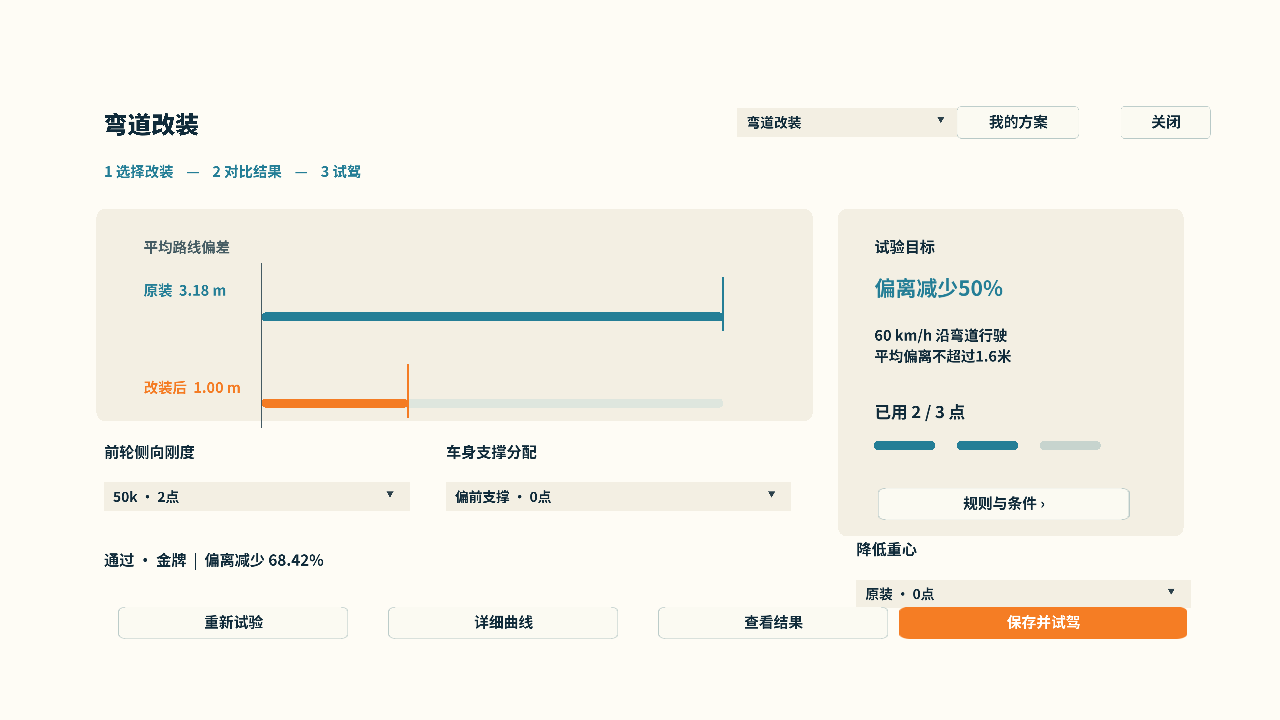 弯道改装
弯道改装
我的方案
关闭
1 选择改装 — 2 对比结果 — 3 试驾
平均路线偏差
原装 3.18 m
改装后 1.00 m
试验目标
偏离减少50%
60 km/h 沿弯道行驶
平均偏离不超过1.6米
已用 2 / 3 点
规则与条件 ›
前轮侧向刚度
50k · 2点
车身支撑分配
偏前支撑 · 0点
降低重心
原装 · 0点
通过 · 金牌 | 偏离减少 68.42%
重新试验
详细曲线
查看结果
保存并试驾